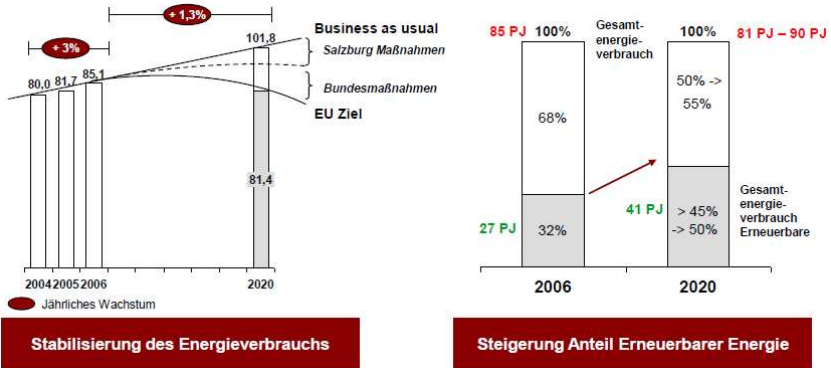 + 1,3%
+ 3%
80,0
81,7
85,1
101,8
Business as usual
Salzburg Maßnahmen
Bundesmaßnahmen
EU Ziel
81,4
2004
2005
2006
2020
Jährliches Wachstum
Stabilisierung des Energieverbrauchs
85 PJ
100%
Gesamt-
energie-
verbrauch
100%
81 PJ – 90 PJ
68%
50% ->
55%
27 PJ
32%
41 PJ
> 45%
-> 50%
Gesamt-
energie-
verbrauch
Erneuerbare
2006
2020
Steigerung Anteil Erneuerbarer Energie